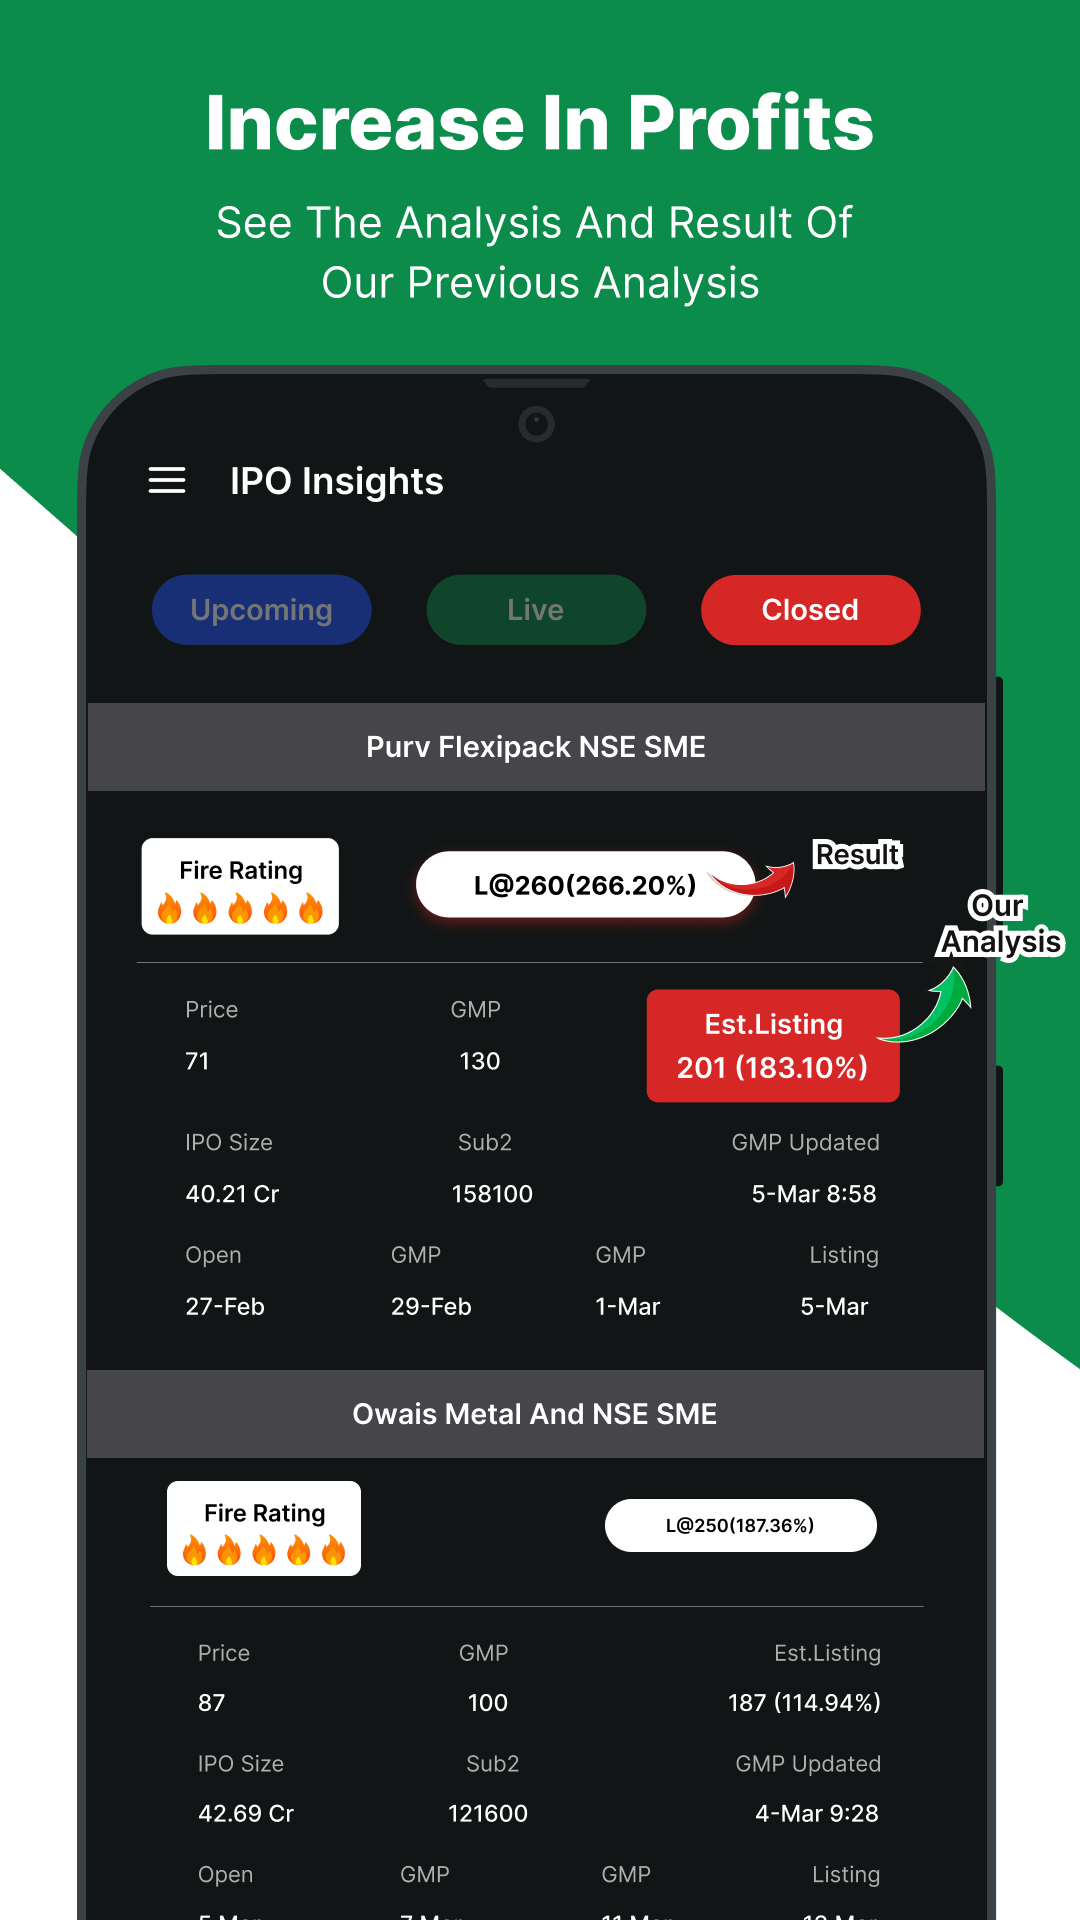 Increase In Profits
See The Analysis And Result Of
Our Previous Analysis
IPO Insights
Upcoming Live Closed
Purv Flexipack NSE SME
Fire Rating
L@260(266.20%)
Result
Our
Analysis
Price GMP Est.Listing
71 130 201 (183.10%)
IPO Size Sub2 GMP Updated
40.21 Cr 158100 5-Mar 8:58
Open GMP GMP Listing
27-Feb 29-Feb 1-Mar 5-Mar
Owais Metal And NSE SME
Fire Rating
L@250(187.36%)
Price GMP Est.Listing
87 100 187 (114.94%)
IPO Size Sub2 GMP Updated
42.69 Cr 121600 4-Mar 9:28
Open GMP GMP Listing